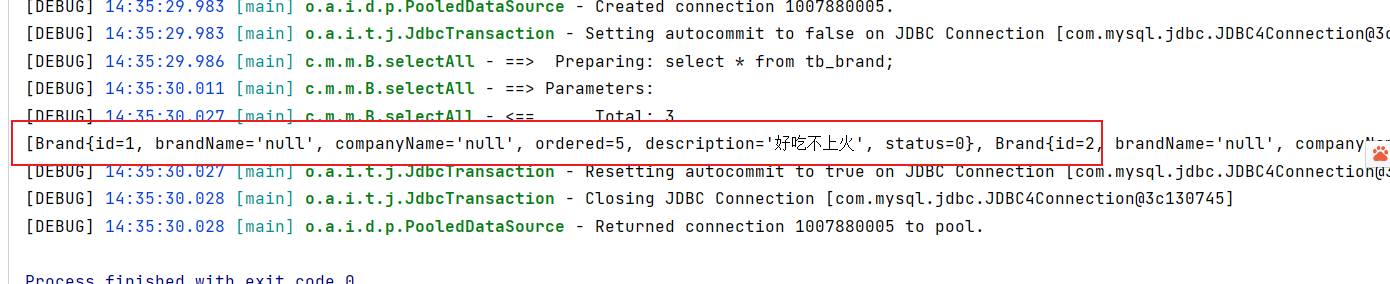 [DEBUG] 14:35:29.983 [main] o.a.i.d.p.PooledDataSource - Created connection 1007880005.
[DEBUG] 14:35:29.983 [main] o.a.i.t.j.JdbcTransaction - Setting autocommit to false on JDBC Connection [com.mysql.jdbc.JDBC4Connection@3c
[DEBUG] 14:35:29.986 [main] c.m.m.B.selectAll - ==>  Preparing: select * from tb_brand;
[DEBUG] 14:35:30.011 [main] c.m.m.B.selectAll - ==> Parameters:
[DEBUG] 14:35:30.027 [main] c.m.m.B.selectAll - <==      Total: 3
[Brand{id=1, brandName='null', companyName='null', ordered=5, description='好吃不上火', status=0}, Brand{id=2, brandName='null', company
[DEBUG] 14:35:30.027 [main] o.a.i.t.j.JdbcTransaction - Resetting autocommit to true on JDBC Connection [com.mysql.jdbc.JDBC4Connection@3
[DEBUG] 14:35:30.028 [main] o.a.i.t.j.JdbcTransaction - Closing JDBC Connection [com.mysql.jdbc.JDBC4Connection@3c130745]
[DEBUG] 14:35:30.028 [main] o.a.i.d.p.PooledDataSource - Returned connection 1007880005 to pool.
Process finished with exit code 0